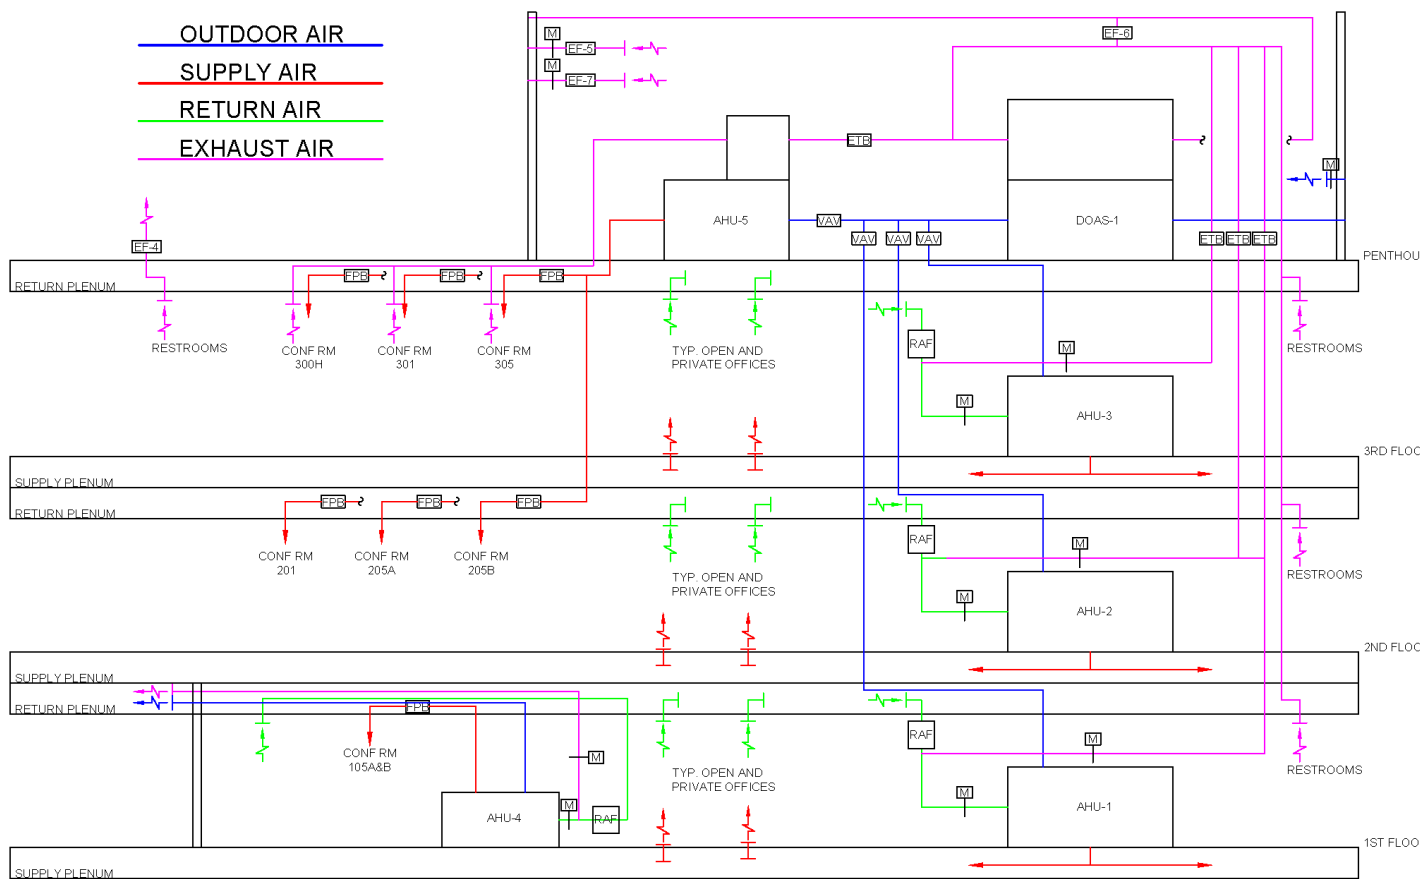 OUTDOOR AIR
SUPPLY AIR
RETURN AIR
EXHAUST AIR
M
EF-5
M
EF-7
EF-6
ETB
M
AHU-5
DOAS-1
VAV
VAV
VAV
VAV
ETB
ETB
ETB
EF-4
PENTHOU
RETURN PLENUM
FPB
FPB
FPB
RESTROOMS
CONF RM
300H
CONF RM
301
CONF RM
305
TYP. OPEN AND
PRIVATE OFFICES
RAF
M
RESTROOMS
M
AHU-3
3RD FLOO
SUPPLY PLENUM
RETURN PLENUM
FPB
FPB
FPB
CONF RM
201
CONF RM
205A
CONF RM
205B
TYP. OPEN AND
PRIVATE OFFICES
RAF
M
RESTROOMS
M
AHU-2
2ND FLOO
SUPPLY PLENUM
RETURN PLENUM
FPB
CONF RM
105A&B
M
TYP. OPEN AND
PRIVATE OFFICES
RAF
M
RESTROOMS
M
AHU-4
M
RAF
AHU-1
1ST FLOO
SUPPLY PLENUM